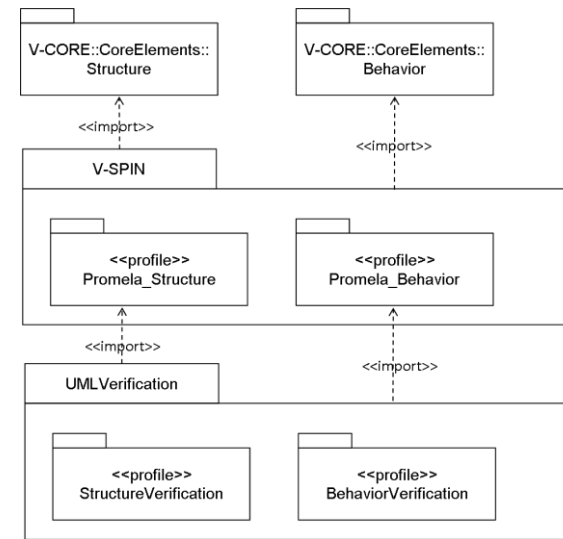 V-CORE::CoreElements::
Structure
V-CORE::CoreElements::
Behavior
<<import>>
<<import>>
V-SPIN
<<profile>>
Promela_Structure
<<profile>>
Promela_Behavior
<<import>>
<<import>>
UMLVerification
<<profile>>
StructureVerification
<<profile>>
BehaviorVerification